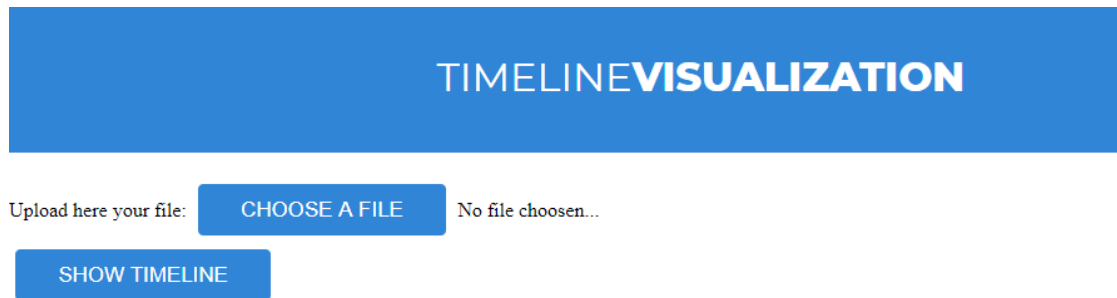 TIMELINEVISUALIZATION
Upload here your file: CHOOSE A FILE No file choosen...
SHOW TIMELINE